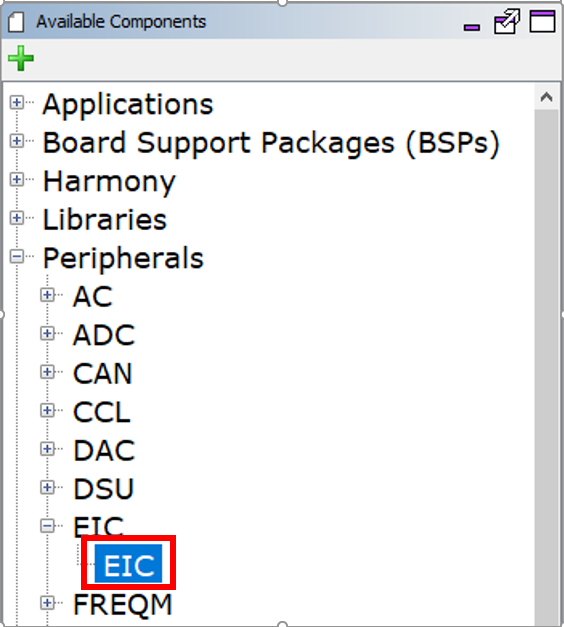 Available Components
Applications
Board Support Packages (BSPs)
Harmony
Libraries
Peripherals
AC
ADC
CAN
CCL
DAC
DSU
EIC
EIC
FREQM